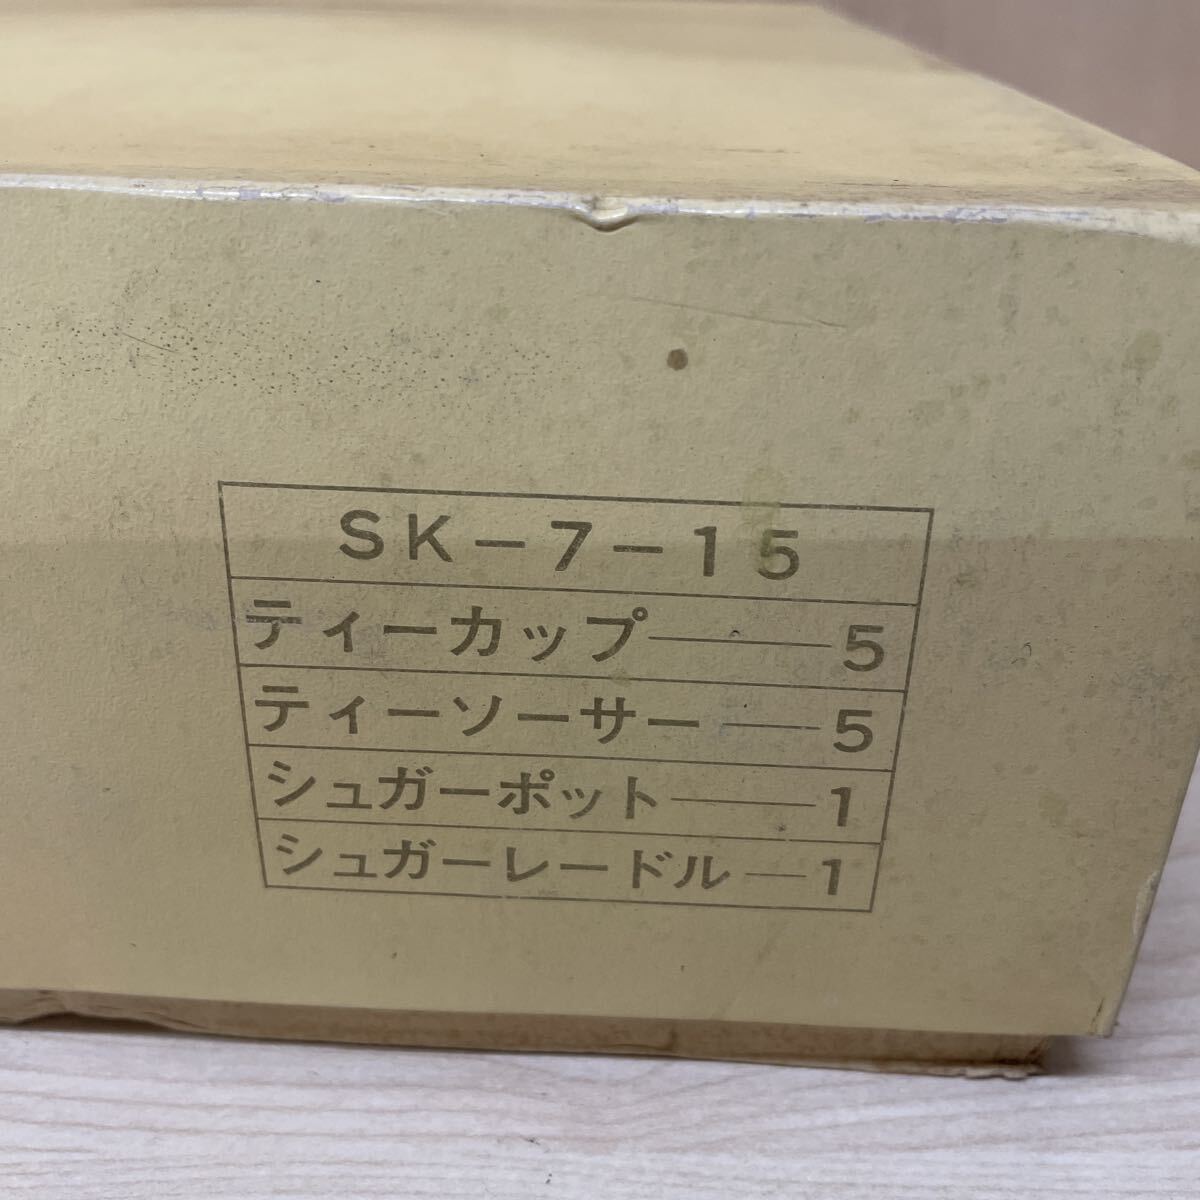 SK-7-15
ティーカップ――5
ティーソーサー――5
シュガーポット――1
シュガーレードル―1